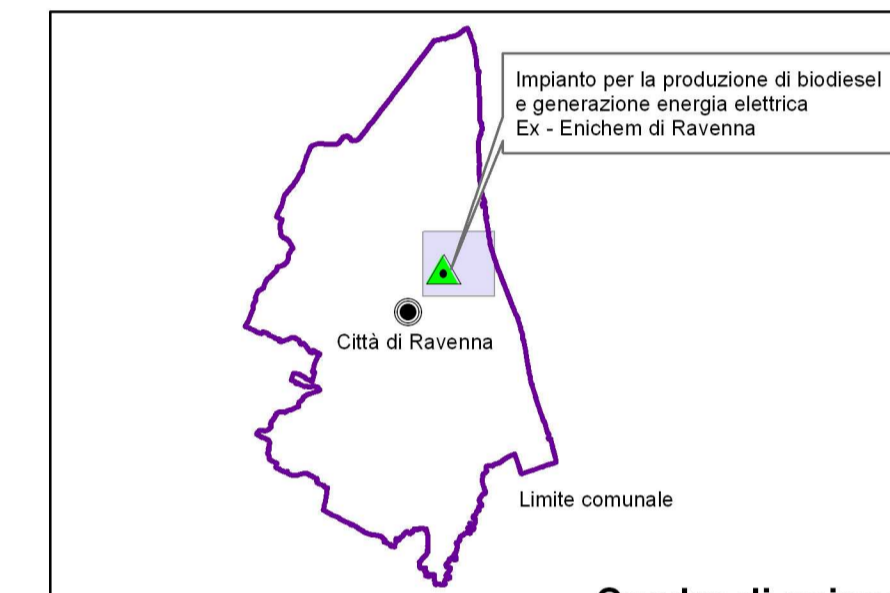 Impianto per la produzione di biodiesel
e generazione energia elettrica
Ex - Enichem di Ravenna
Città di Ravenna
Limite comunale